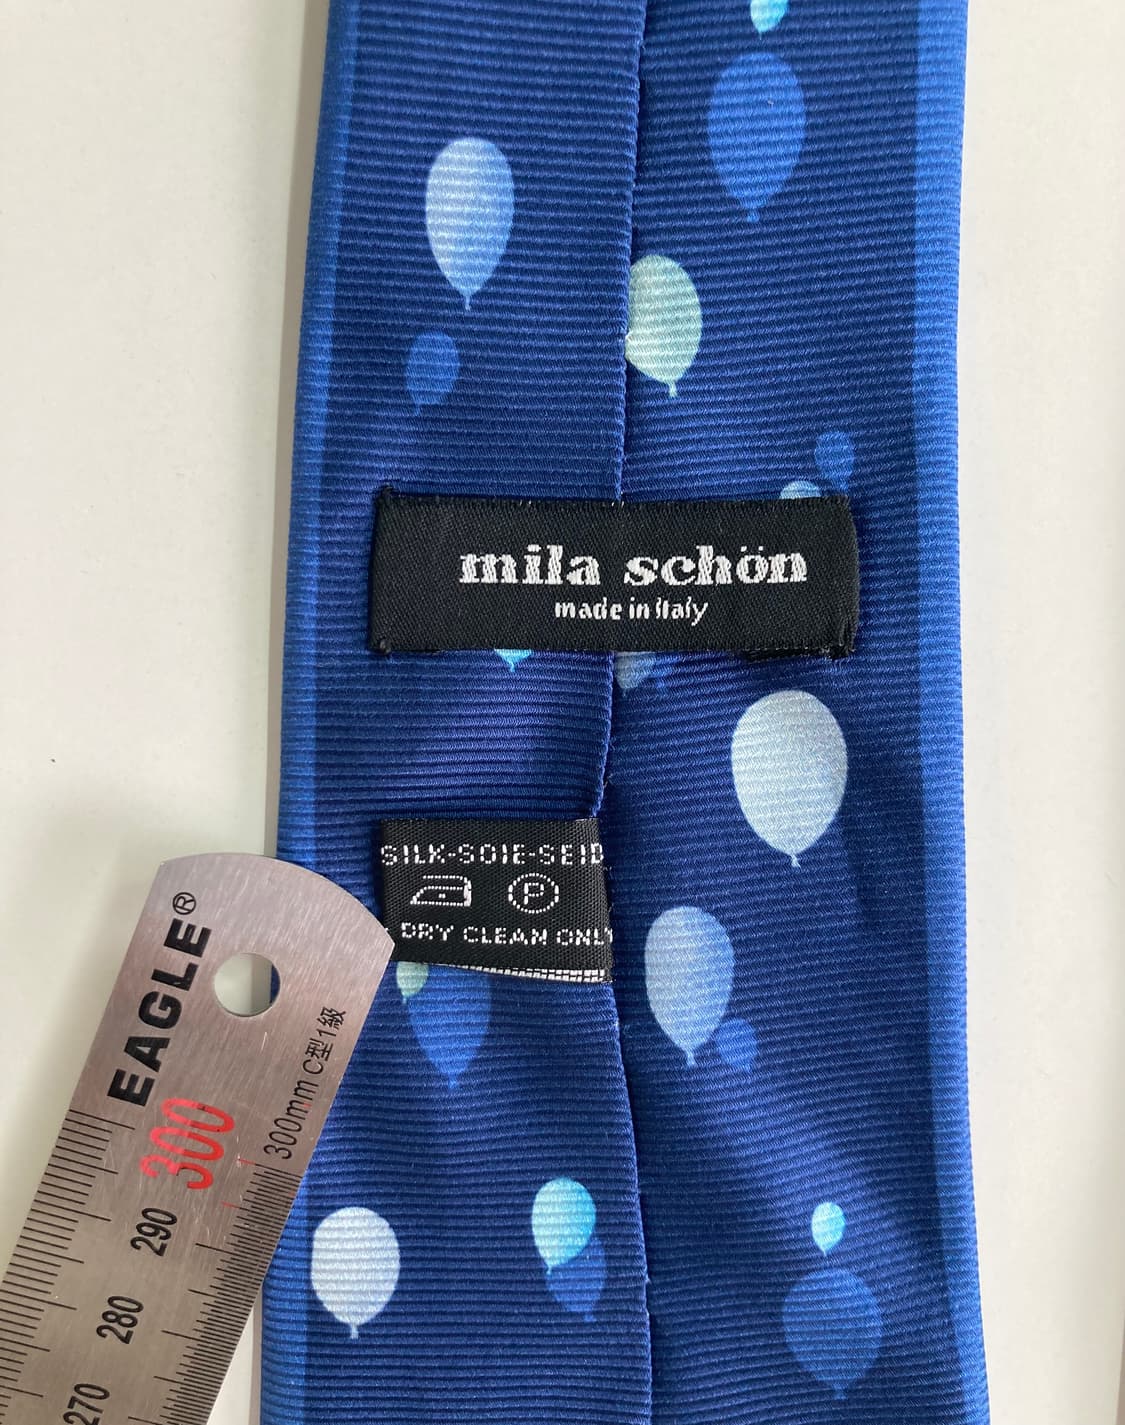 mila schön
made in Italy
SILK-SOIE-SEID
P
DRY CLEAN ONLY
EAGLE®
300
300mm C型1級
290
280
270